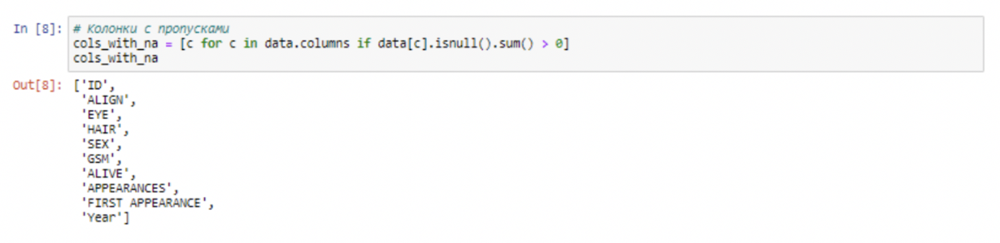 In [8]: # Колонки с пропусками
cols_with_na = [c for c in data.columns if data[c].isnull().sum() > 0]
cols_with_na
Out[8]: ['ID',
'ALIGN',
'EYE',
'HAIR',
'SEX',
'GSM',
'ALIVE',
'APPEARANCES',
'FIRST APPEARANCE',
'Year']